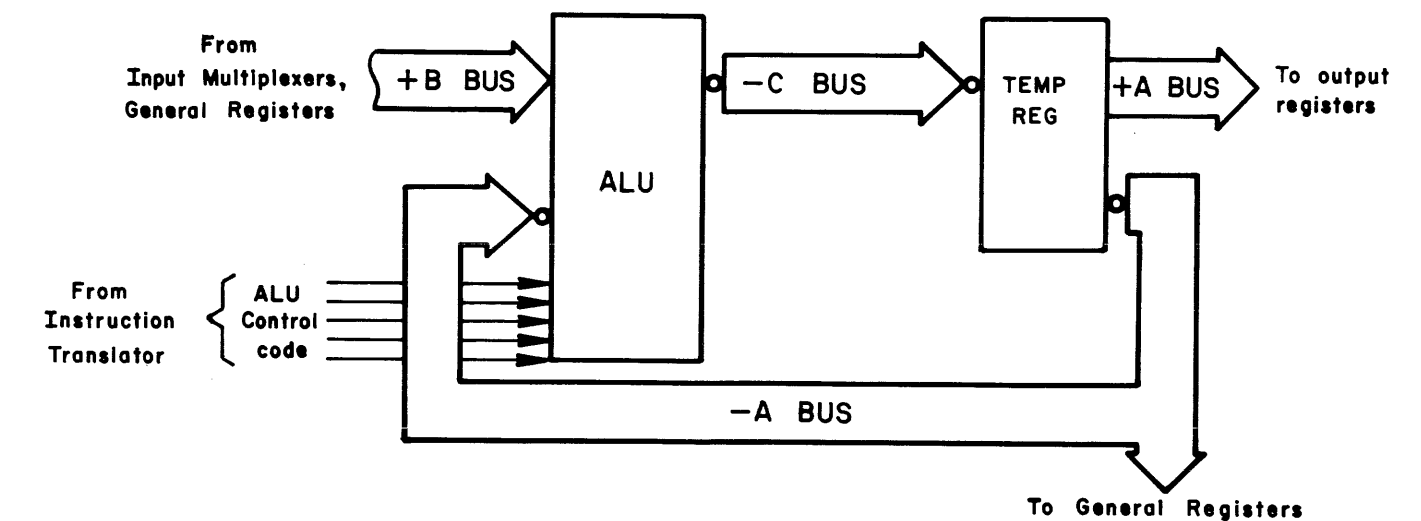 From
Input Multiplexers,
General Registers
+B BUS
ALU
−C BUS
TEMP
REG
+A BUS
To output
registers
From
Instruction
Translator
ALU
Control
code
−A BUS
To General Registers